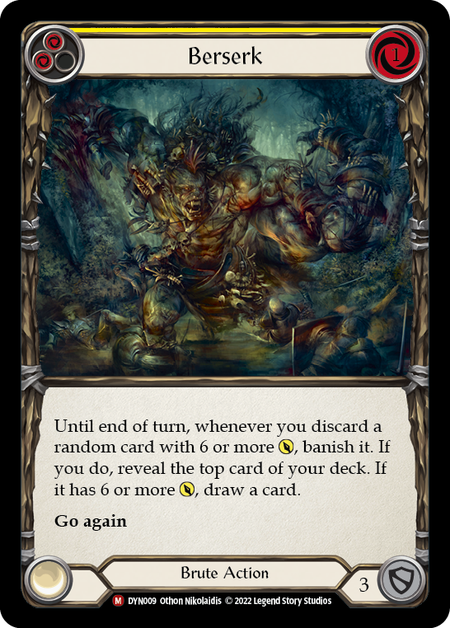 1
Berserk
Until end of turn, whenever you discard a
random card with 6 or more , banish it. If
you do, reveal the top card of your deck. If
it has 6 or more , draw a card.
Go again
Brute Action
3
M DYN009 Othon Nikolaidis © 2022 Legend Story Studios